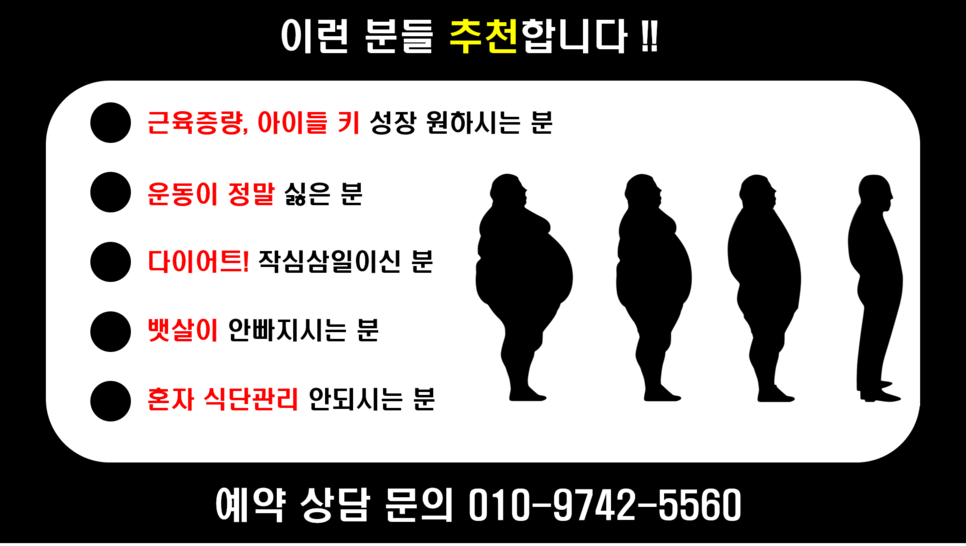 이런 분들 추천합니다 !!
근육증량, 아이들 키 성장 원하시는 분
운동이 정말 싫은 분
다이어트! 작심삼일이신 분
뱃살이 안빠지시는 분
혼자 식단관리 안되시는 분
예약 상담 문의 010-9742-5560